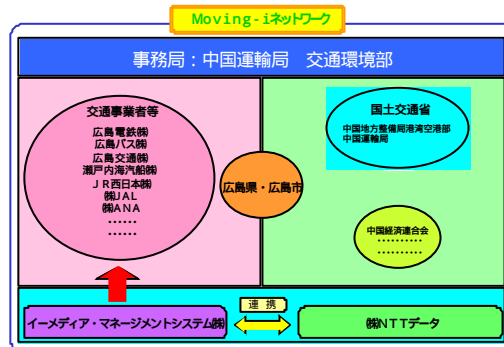 Moving-iネットワーク
事務局：中国運輸局　交通環境部
交通事業者等
広島電鉄㈱
広島バス㈱
広島交通㈱
瀬戸内海汽船㈱
ＪＲ西日本㈱
㈱JAL
㈱ANA
……
……
広島県・広島市
国土交通省
中国地方整備局港湾空港部
中国運輸局
中国経済連合会
………
………
イーメディア・マネージメントシステム㈱
連 携
㈱ＮＴＴデータ